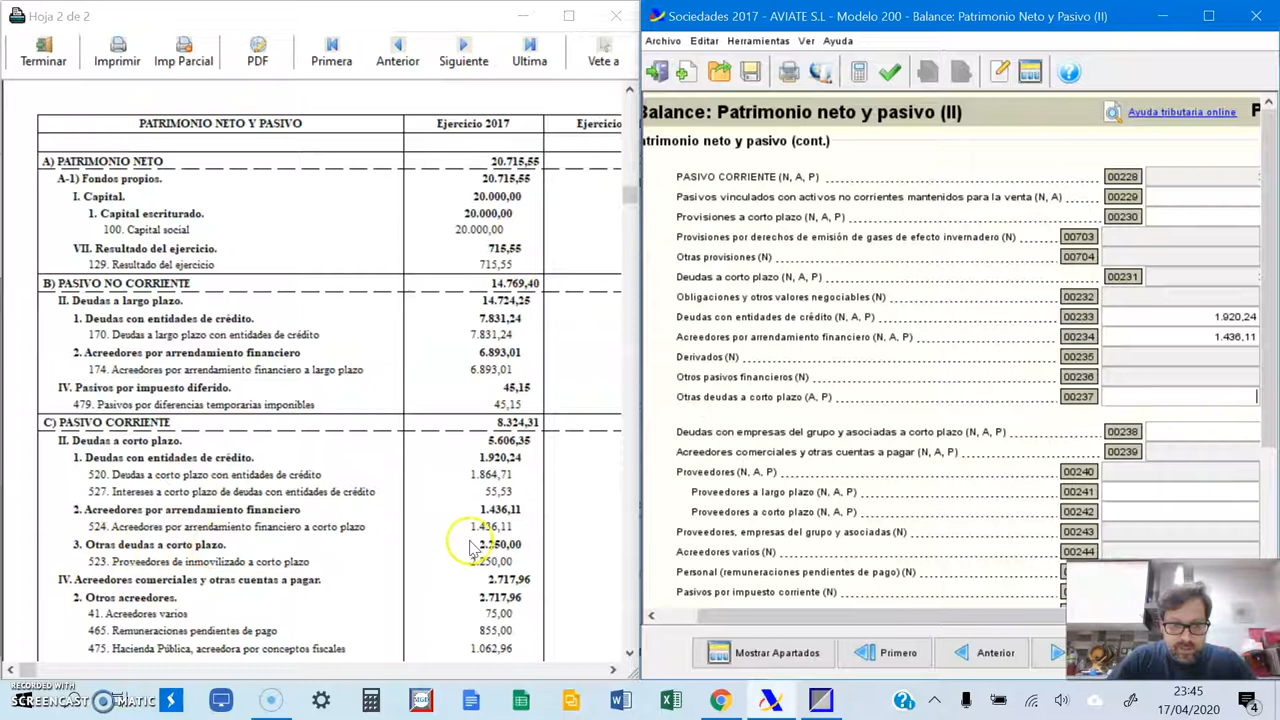 Hoja 2 de 2
Terminar
Imprimir
Imp Parcial
PDF
Primera
Anterior
Siguiente
Ultima
Vete a
PATRIMONIO NETO Y PASIVO Ejercicio 2017 Ejercicio
A) PATRIMONIO NETO 20.715,55
A-1) Fondos propios. 20.715,55
I. Capital. 20.000,00
1. Capital escriturado. 20.000,00
100. Capital social 20.000,00
VII. Resultado del ejercicio. 715,55
129. Resultado del ejercicio 715,55
B) PASIVO NO CORRIENTE 14.769,40
II. Deudas a largo plazo. 14.724,25
1. Deudas con entidades de crédito. 7.831,24
170. Deudas a largo plazo con entidades de crédito 7.831,24
2. Acreedores por arrendamiento financiero 6.893,01
174. Acreedores por arrendamiento financiero a largo plazo 6.893,01
IV. Pasivos por impuesto diferido. 45,15
479. Pasivos por diferencias temporarias imponibles 45,15
C) PASIVO CORRIENTE 8.324,31
II. Deudas a corto plazo. 5.606,35
1. Deudas con entidades de crédito. 1.920,24
520. Deudas a corto plazo con entidades de crédito 1.864,71
527. Intereses a corto plazo de deudas con entidades de crédito 55,53
2. Acreedores por arrendamiento financiero 1.436,11
524. Acreedores por arrendamiento financiero a corto plazo 1.436,11
3. Otras deudas a corto plazo. 2.250,00
523. Proveedores de inmovilizado a corto plazo 2.250,00
IV. Acreedores comerciales y otras cuentas a pagar. 2.717,96
2. Otros acreedores. 2.717,96
41. Acreedores varios 75,00
465. Remuneraciones pendientes de pago 855,00
475. Hacienda Pública, acreedora por conceptos fiscales 1.062,96
Sociedades 2017 - AVIATE S.L - Modelo 200 - Balance: Patrimonio Neto y Pasivo (II)
Archivo Editar Herramientas Ver Ayuda
Balance: Patrimonio neto y pasivo (II) Ayuda tributaria online P
trimonio neto y pasivo (cont.)
PASIVO CORRIENTE (N, A, P) 00228
Pasivos vinculados con activos no corrientes mantenidos para la venta (N, A) 00229
Provisiones a corto plazo (N, A, P) 00230
Provisiones por derechos de emisión de gases de efecto invernadero (N) 00703
Otras provisiones (N) 00704
Deudas a corto plazo (N, A, P) 00231
Obligaciones y otros valores negociables (N) 00232
Deudas con entidades de crédito (N, A, P) 00233 1.920,24
Acreedores por arrendamiento financiero (N, A, P) 00234 1.436,11
Derivados (N) 00235
Otros pasivos financieros (N) 00236
Otras deudas a corto plazo (A, P) 00237
Deudas con empresas del grupo y asociadas a corto plazo (N, A, P) 00238
Acreedores comerciales y otras cuentas a pagar (N, A, P) 00239
Proveedores (N, A, P) 00240
Proveedores a largo plazo (N, A, P) 00241
Proveedores a corto plazo (N, A, P) 00242
Proveedores, empresas del grupo y asociadas (N) 00243
Acreedores varios (N) 00244
Personal (remuneraciones pendientes de pago) (N)
Pasivos por impuesto corriente (N)
Mostrar Apartados
Primero
Anterior
RECORDED WITH
SCREENCAST MATIC
23:45
17/04/2020
4